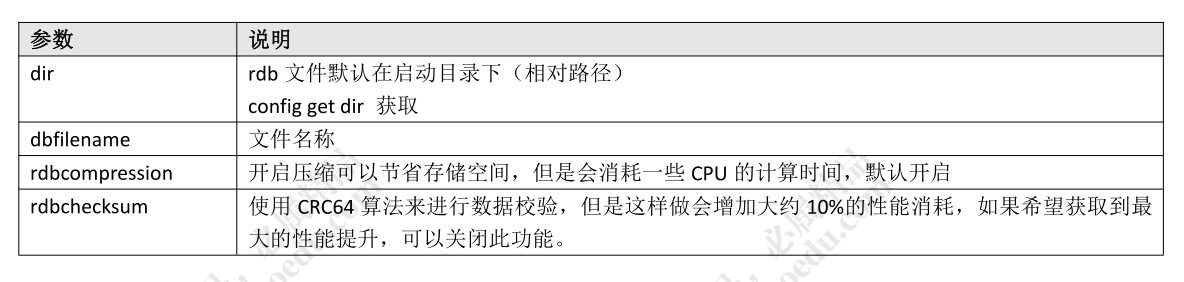 参数 说明
dir rdb 文件默认在启动目录下（相对路径）
config get dir 获取
dbfilename 文件名称
rdbcompression 开启压缩可以节省存储空间，但是会消耗一些 CPU 的计算时间，默认开启
rdbchecksum 使用 CRC64 算法来进行数据校验，但是这样做会增加大约 10%的性能消耗，如果希望获取到最
大的性能提升，可以关闭此功能。